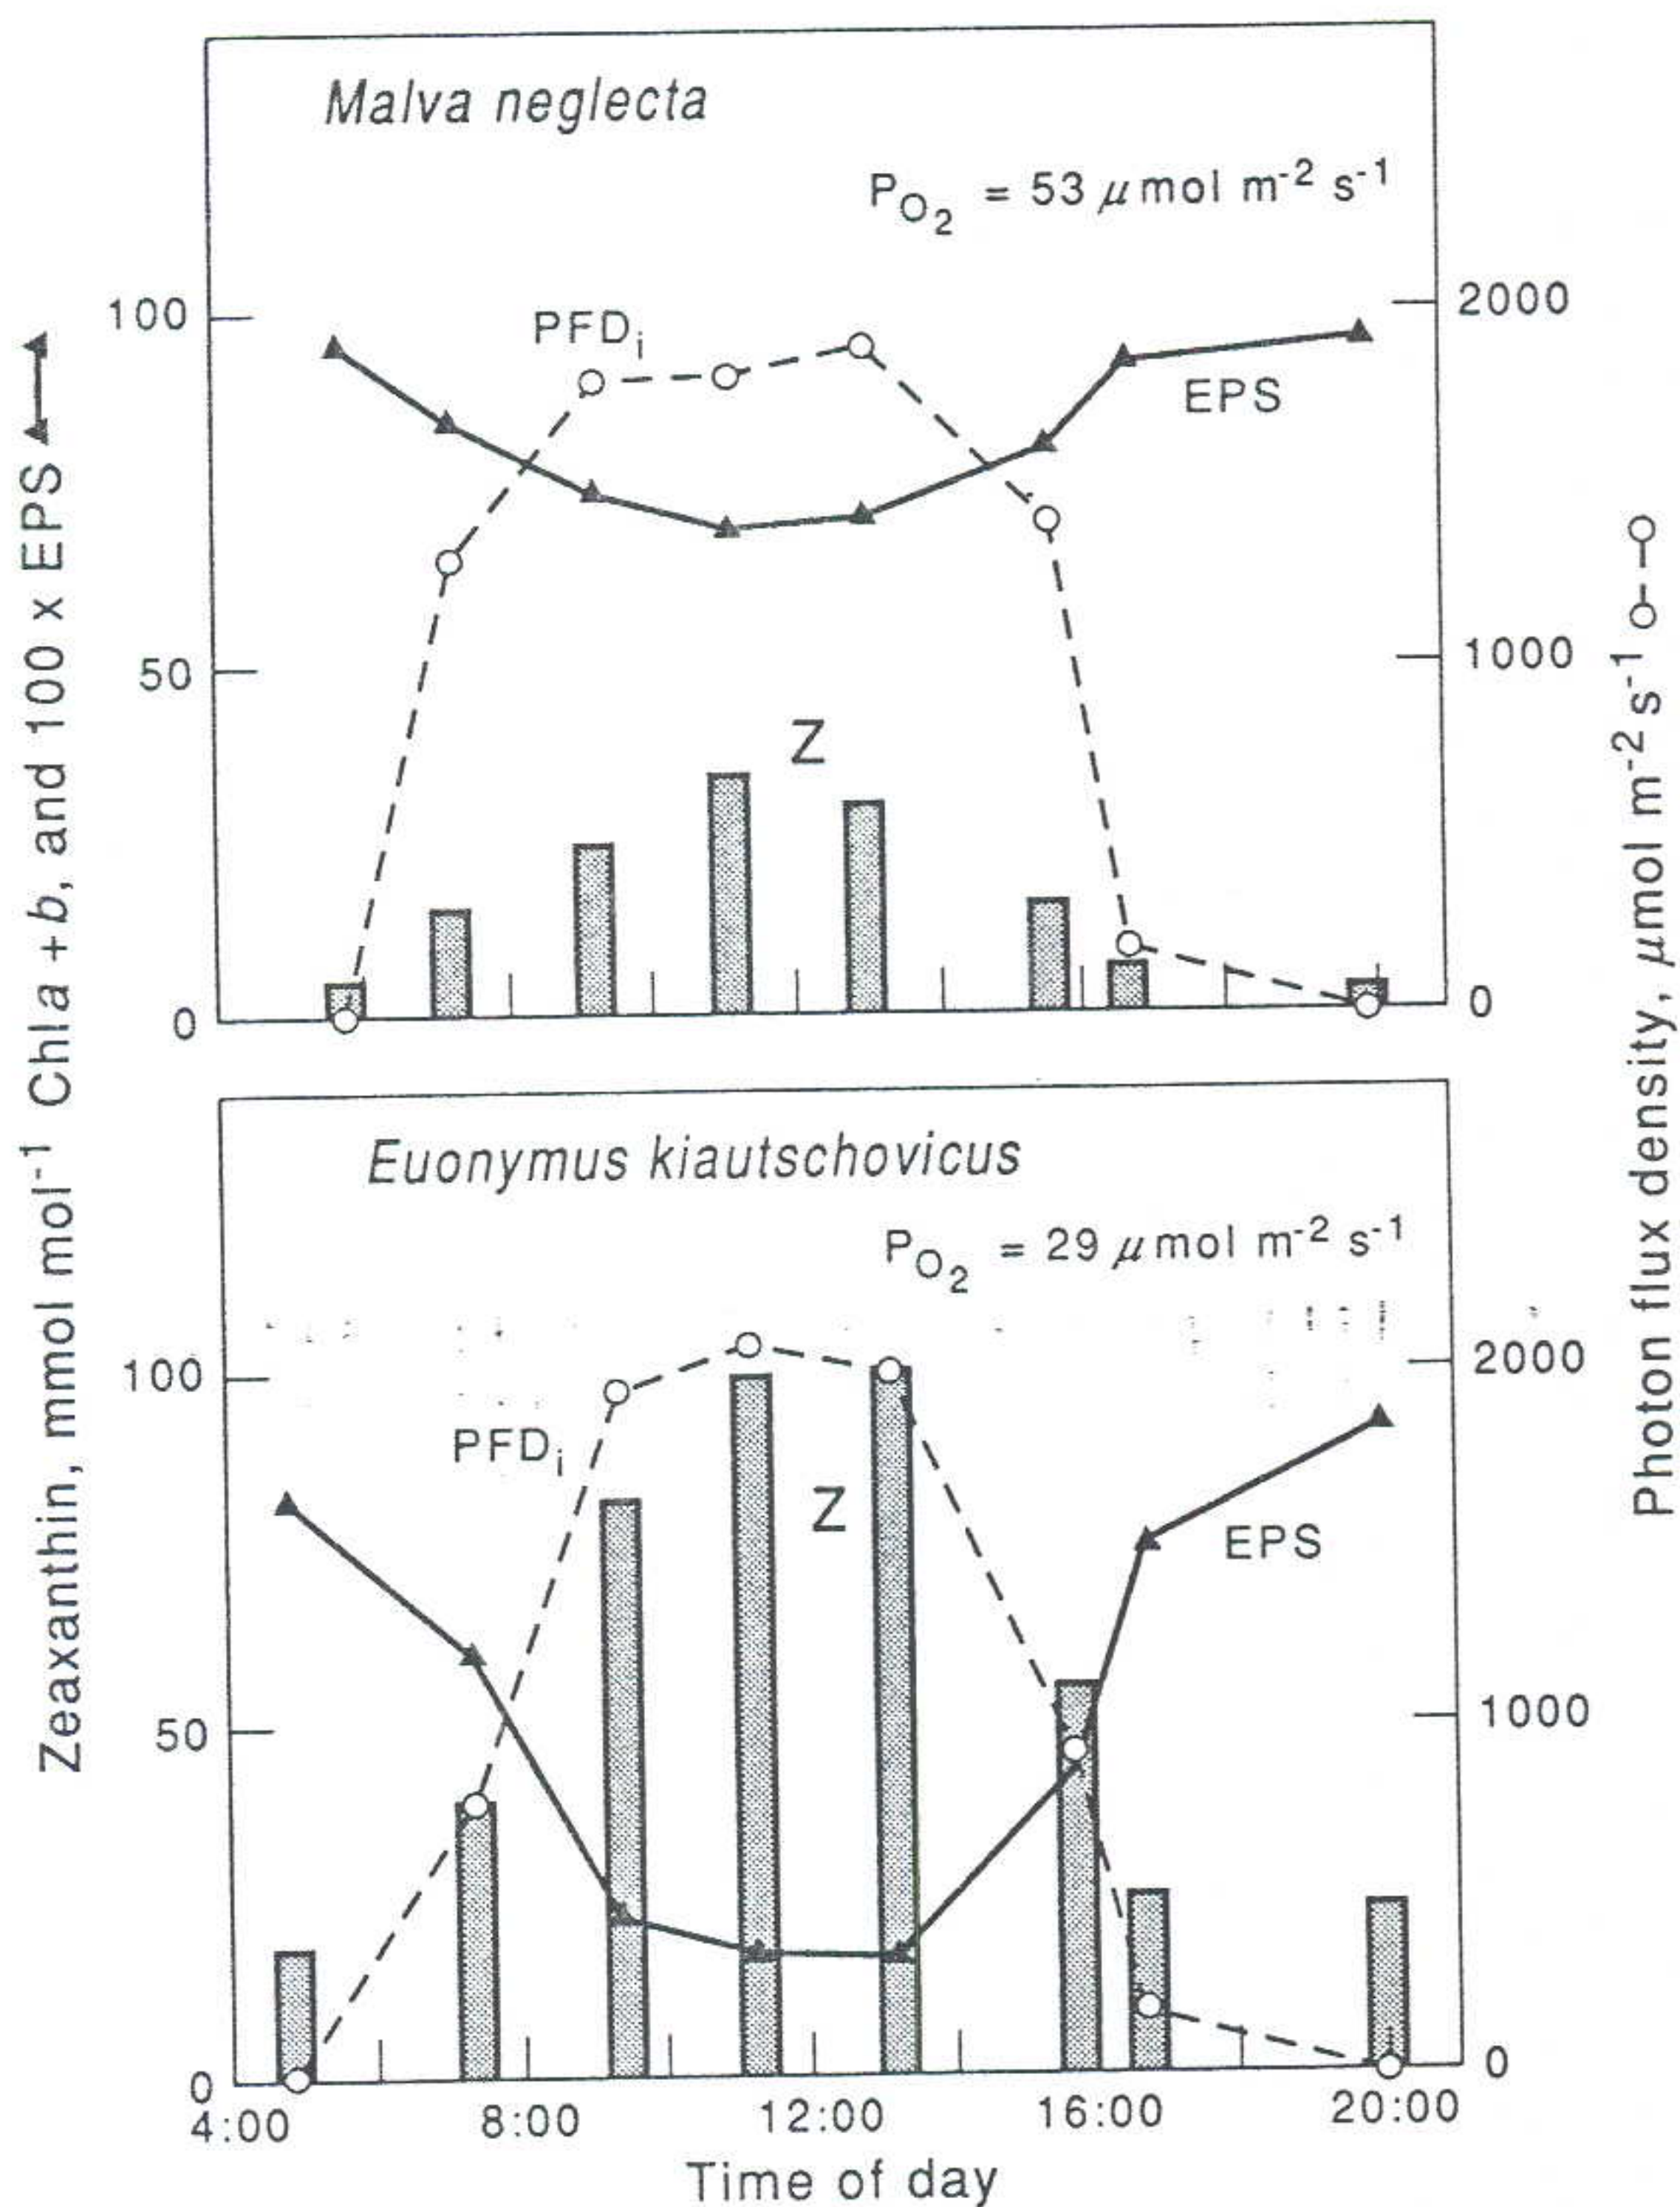 Malva neglecta
P O2 = 53 μmol m-2 s-1
100
2000
PFDi
EPS
50
1000
Z
0
0
Euonymus kiautschovicus
P O2 = 29 μmol m-2 s-1
100
2000
PFDi
Z
EPS
50
1000
0
0
4:00 8:00 12:00 16:00 20:00
Time of day
Zeaxanthin, mmol mol-1 Chla +b, and 100 x EPS
Photon flux density, μmol m-2 s-1